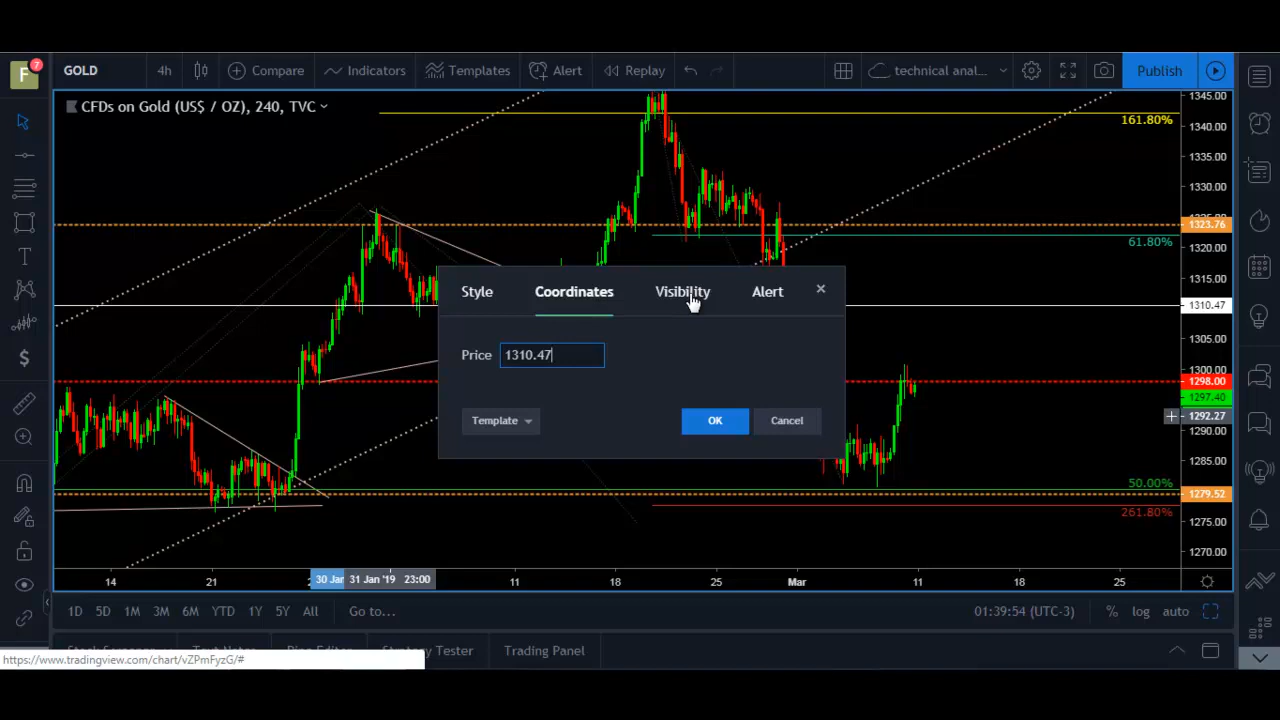 F 7 GOLD 4h Compare Indicators Templates Alert Replay technical anal... Publish
CFDs on Gold (US$ / OZ), 240, TVC
1345.00
161.80%
1340.00
1335.00
1330.00
1323.76
61.80%
1320.00
1315.00
Style Coordinates Visibility Alert ×
1310.47
1305.00
Price 1310.47
1300.00
1298.00
1297.40
1292.27
Template OK Cancel
1290.00
1285.00
50.00%
1279.52
261.80%
1275.00
1270.00
14 21 30 Jan 31 Jan '19 23:00 11 18 25 Mar 11 18 25
1D 5D 1M 3M 6M YTD 1Y 5Y All Go to... 01:39:54 (UTC-3) % log auto
Tester Trading Panel
https://www.tradingview.com/chart/vZPmFyzG/#